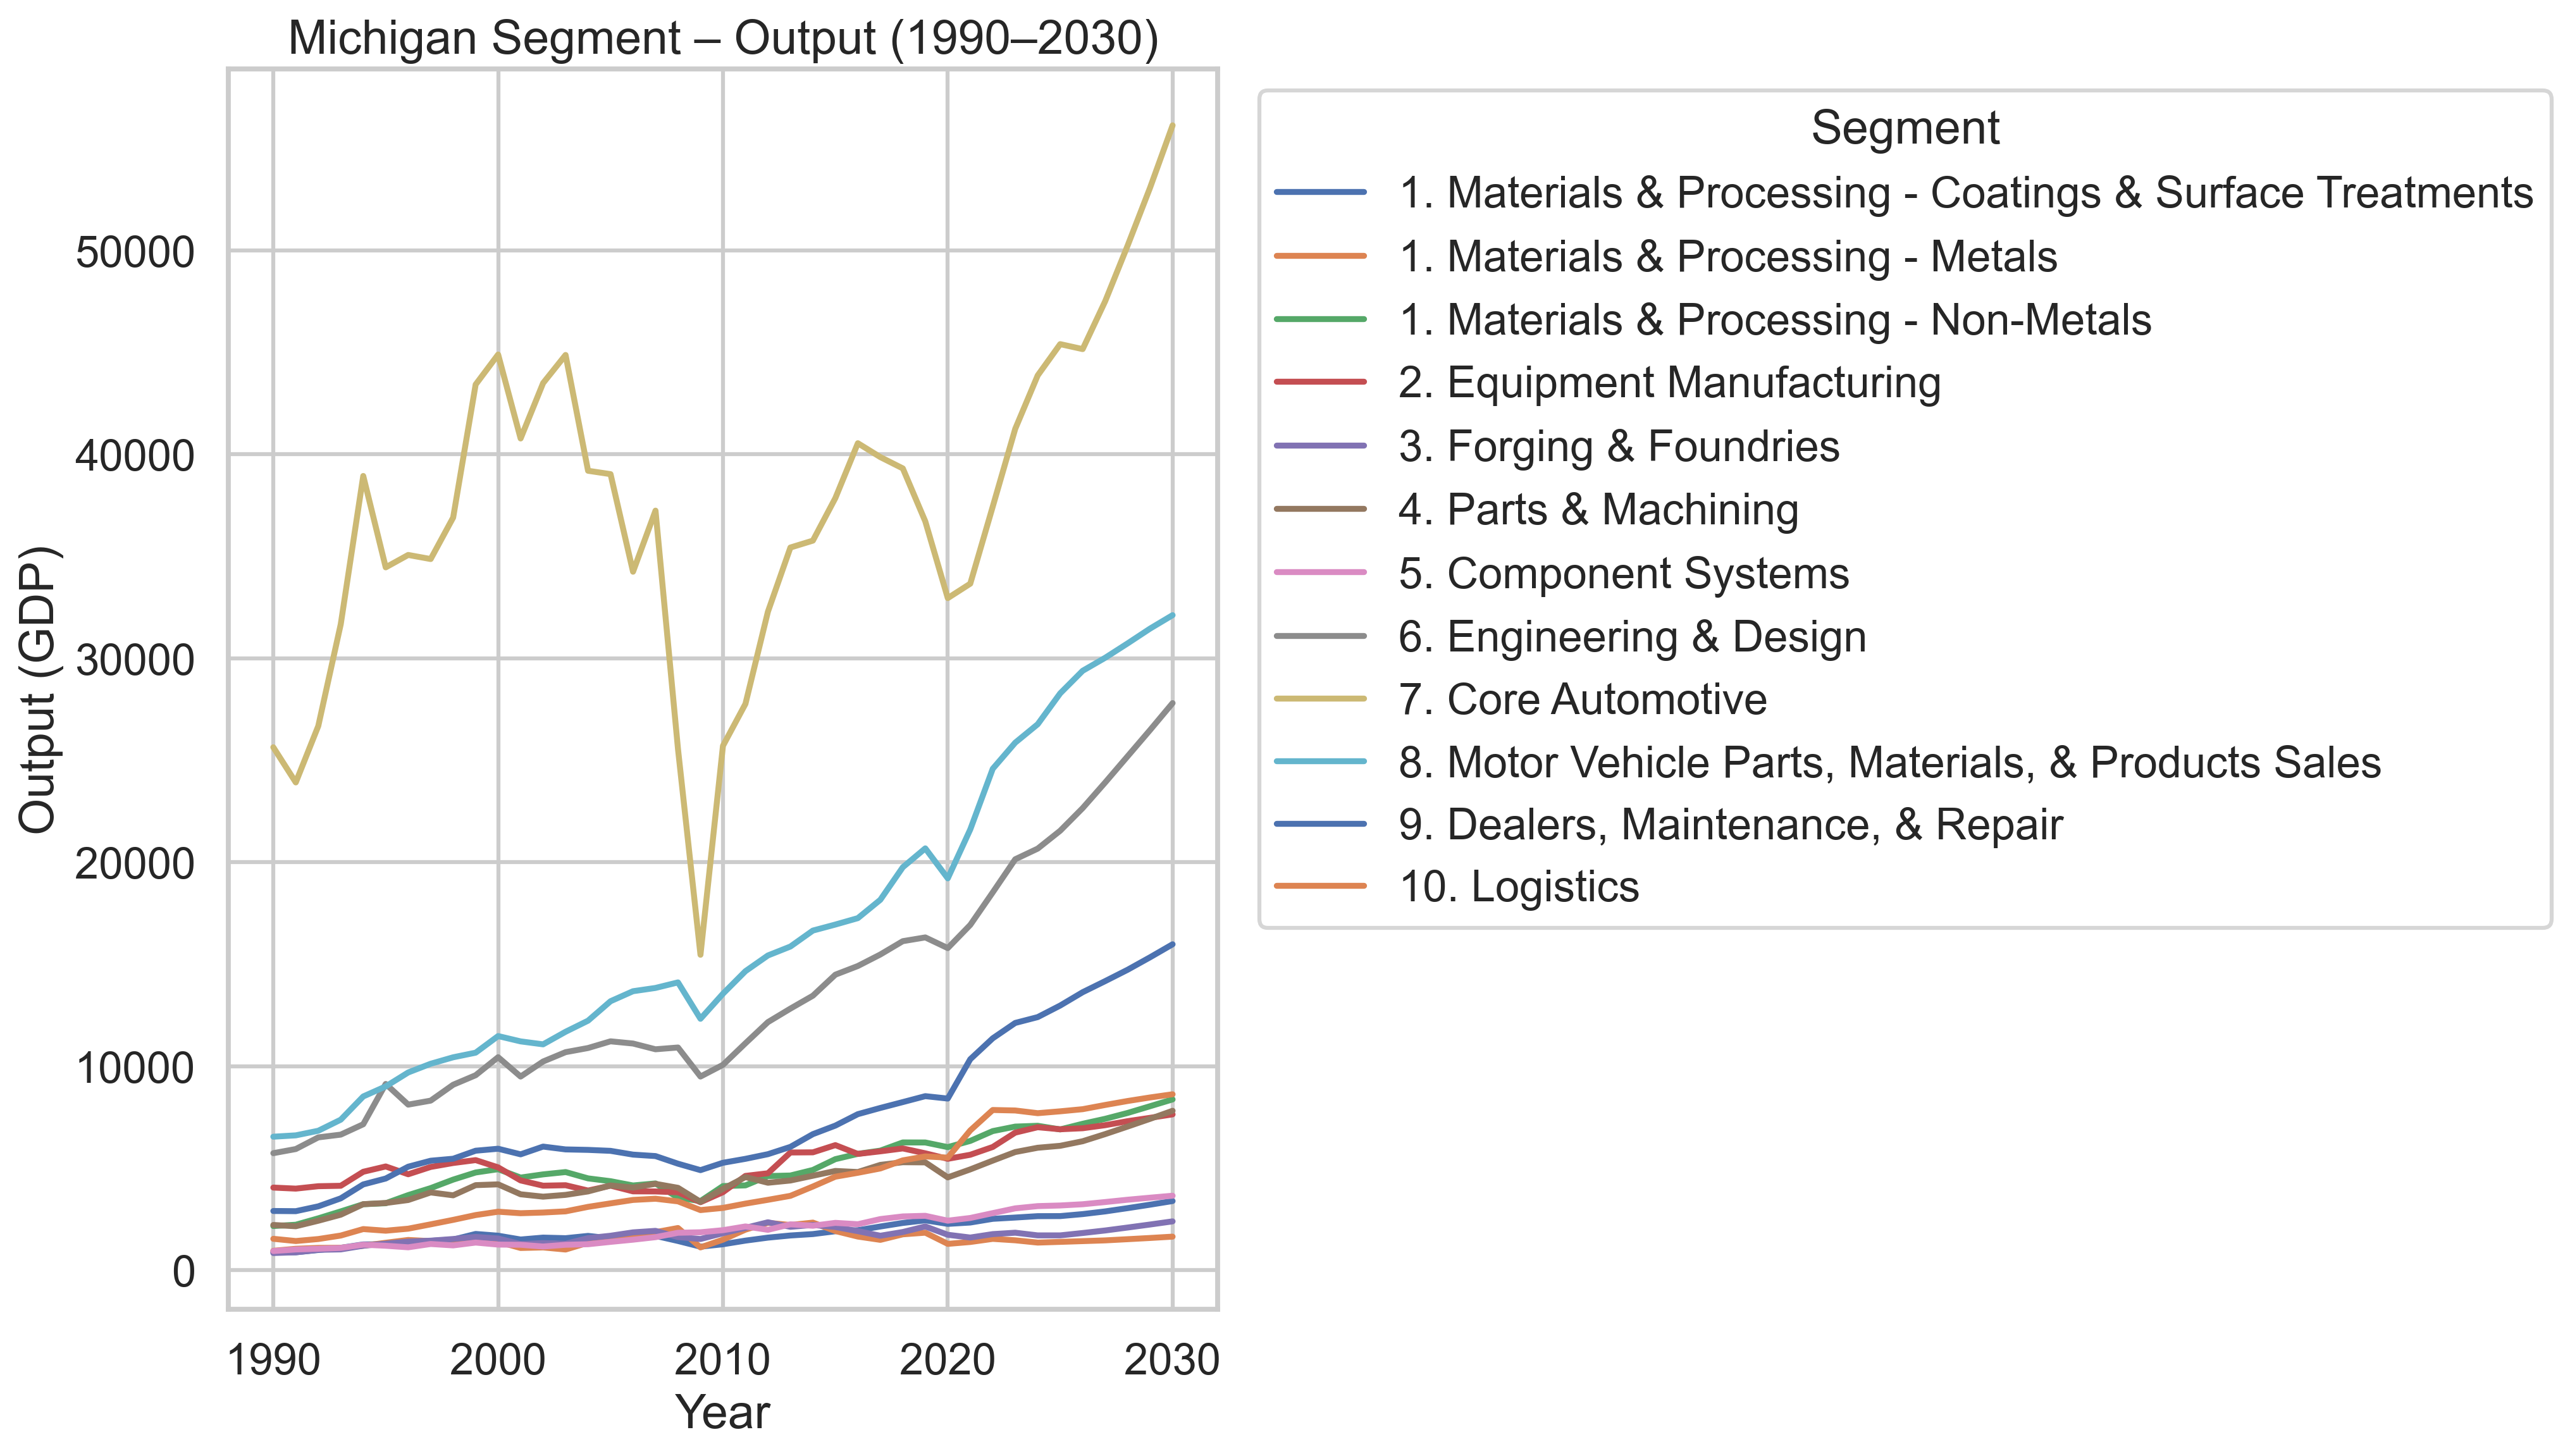 Michigan Segment – Output (1990–2030)
Output (GDP)
50000
40000
30000
20000
10000
0
1990 2000 2010 2020 2030
Year
Segment
1. Materials & Processing - Coatings & Surface Treatments
1. Materials & Processing - Metals
1. Materials & Processing - Non-Metals
2. Equipment Manufacturing
3. Forging & Foundries
4. Parts & Machining
5. Component Systems
6. Engineering & Design
7. Core Automotive
8. Motor Vehicle Parts, Materials, & Products Sales
9. Dealers, Maintenance, & Repair
10. Logistics